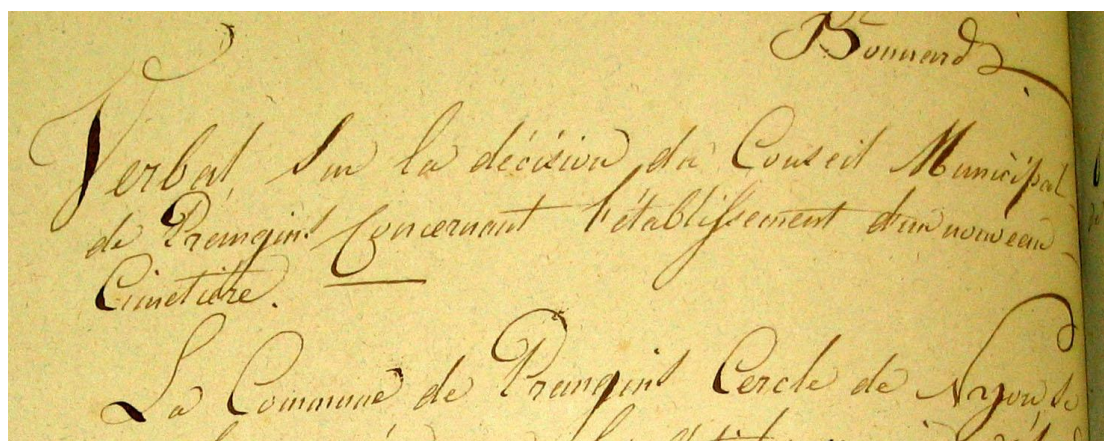 Bonnard
Verbal, Sur la décision du Conseil Municipal
de Prangins Concernant l'établissement d'un nouveau
Cimetière.
La Commune de Prangins Cercle de Nyon, se